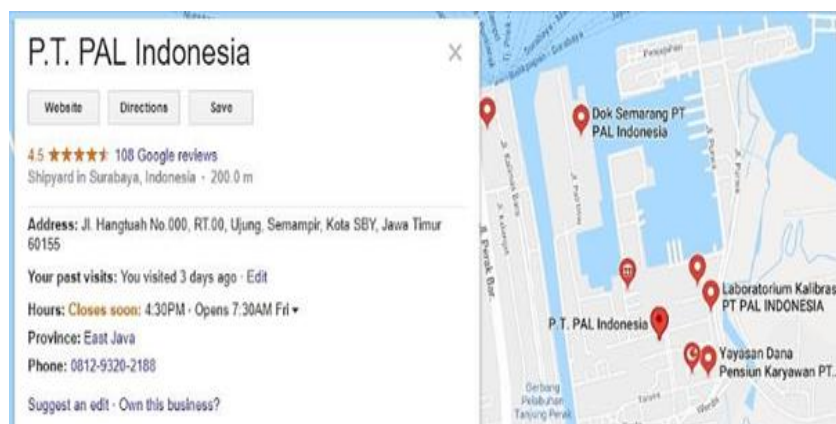 P.T. PAL Indonesia
Website
Directions
Save
4.5 ★★★★★ 108 Google reviews
Shipyard in Surabaya, Indonesia · 200.0 m
Address: Jl. Hangtuah No.000, RT.00, Ujung, Semampir, Kota SBY, Jawa Timur
60155
Your past visits: You visited 3 days ago · Edit
Hours: Closes soon: 4:30PM · Opens 7:30AM Fri ▾
Province: East Java
Phone: 0812-9320-2188
Suggest an edit · Own this business?
Dok Semarang PT
PAL Indonesia
Jl. Kalimas Baru
Jl. Perak Bar.
Laboratorium Kalibras
PT PAL INDONESIA
P.T. PAL Indonesia
Yayasan Dana
Pensiun Karyawan PT...
Gerbang
Pelabuhan
Tanjung Perak